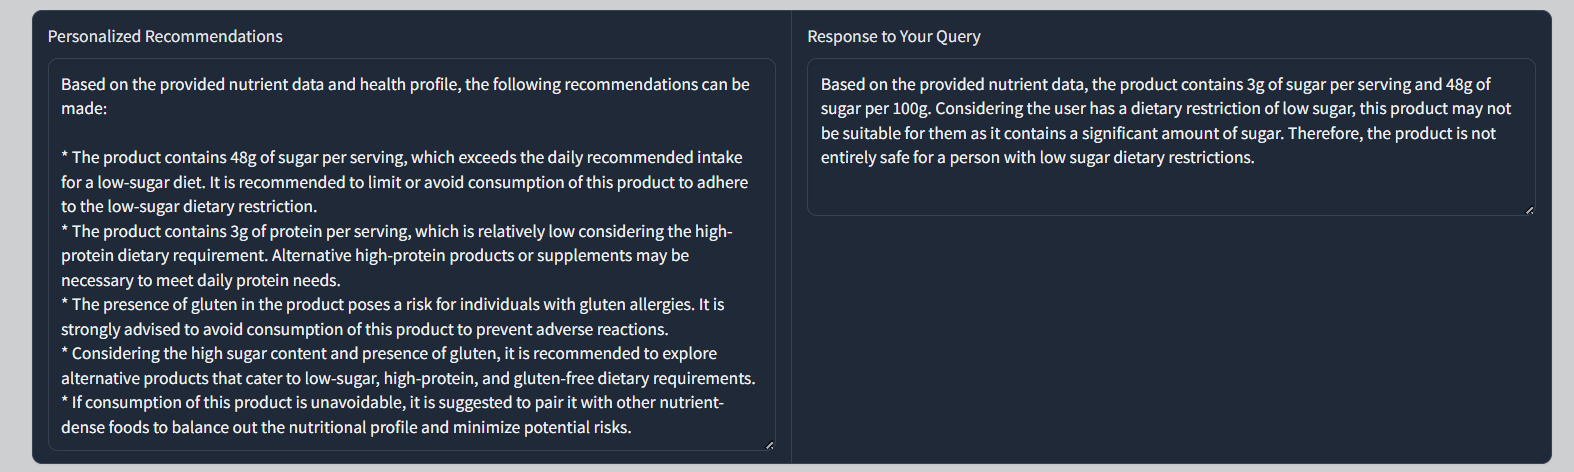 Personalized Recommendations
Based on the provided nutrient data and health profile, the following recommendations can be
made:
* The product contains 48g of sugar per serving, which exceeds the daily recommended intake
for a low-sugar diet. It is recommended to limit or avoid consumption of this product to adhere
to the low-sugar dietary restriction.
* The product contains 3g of protein per serving, which is relatively low considering the high-
protein dietary requirement. Alternative high-protein products or supplements may be
necessary to meet daily protein needs.
* The presence of gluten in the product poses a risk for individuals with gluten allergies. It is
strongly advised to avoid consumption of this product to prevent adverse reactions.
* Considering the high sugar content and presence of gluten, it is recommended to explore
alternative products that cater to low-sugar, high-protein, and gluten-free dietary requirements.
* If consumption of this product is unavoidable, it is suggested to pair it with other nutrient-
dense foods to balance out the nutritional profile and minimize potential risks.
Response to Your Query
Based on the provided nutrient data, the product contains 3g of sugar per serving and 48g of
sugar per 100g. Considering the user has a dietary restriction of low sugar, this product may not
be suitable for them as it contains a significant amount of sugar. Therefore, the product is not
entirely safe for a person with low sugar dietary restrictions.